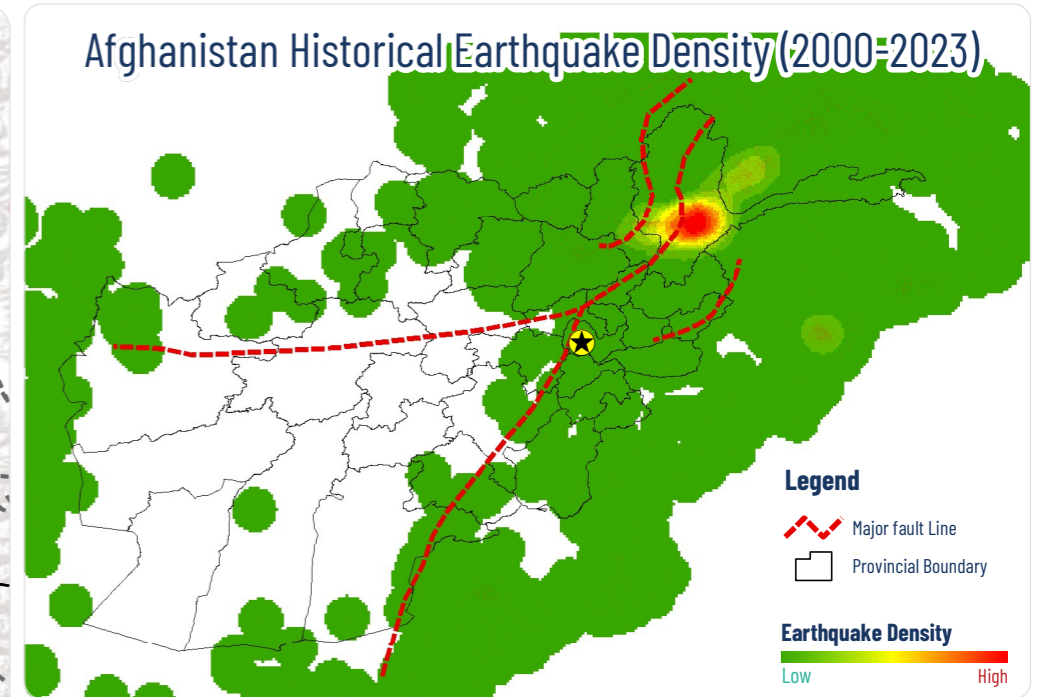 Afghanistan Historical Earthquake Density (2000-2023)
Legend
Major fault Line
Provincial Boundary
Earthquake Density
Low
High